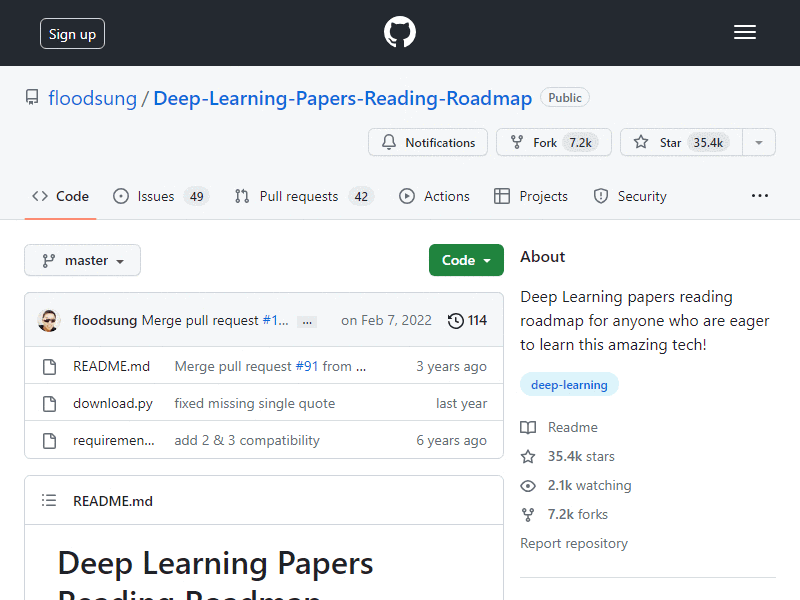 Sign up
floodsung / Deep-Learning-Papers-Reading-Roadmap Public
Notifications Fork 7.2k Star 35.4k
Code Issues 49 Pull requests 42 Actions Projects Security ...
master Code
About
Deep Learning papers reading
roadmap for anyone who are eager
to learn this amazing tech!
deep-learning
Readme
35.4k stars
2.1k watching
7.2k forks
Report repository
floodsung Merge pull request #1... ... on Feb 7, 2022 114
README.md Merge pull request #91 from ... 3 years ago
download.py fixed missing single quote last year
requiremen... add 2 & 3 compatibility 6 years ago
README.md
Deep Learning Papers
Reading Roadmap